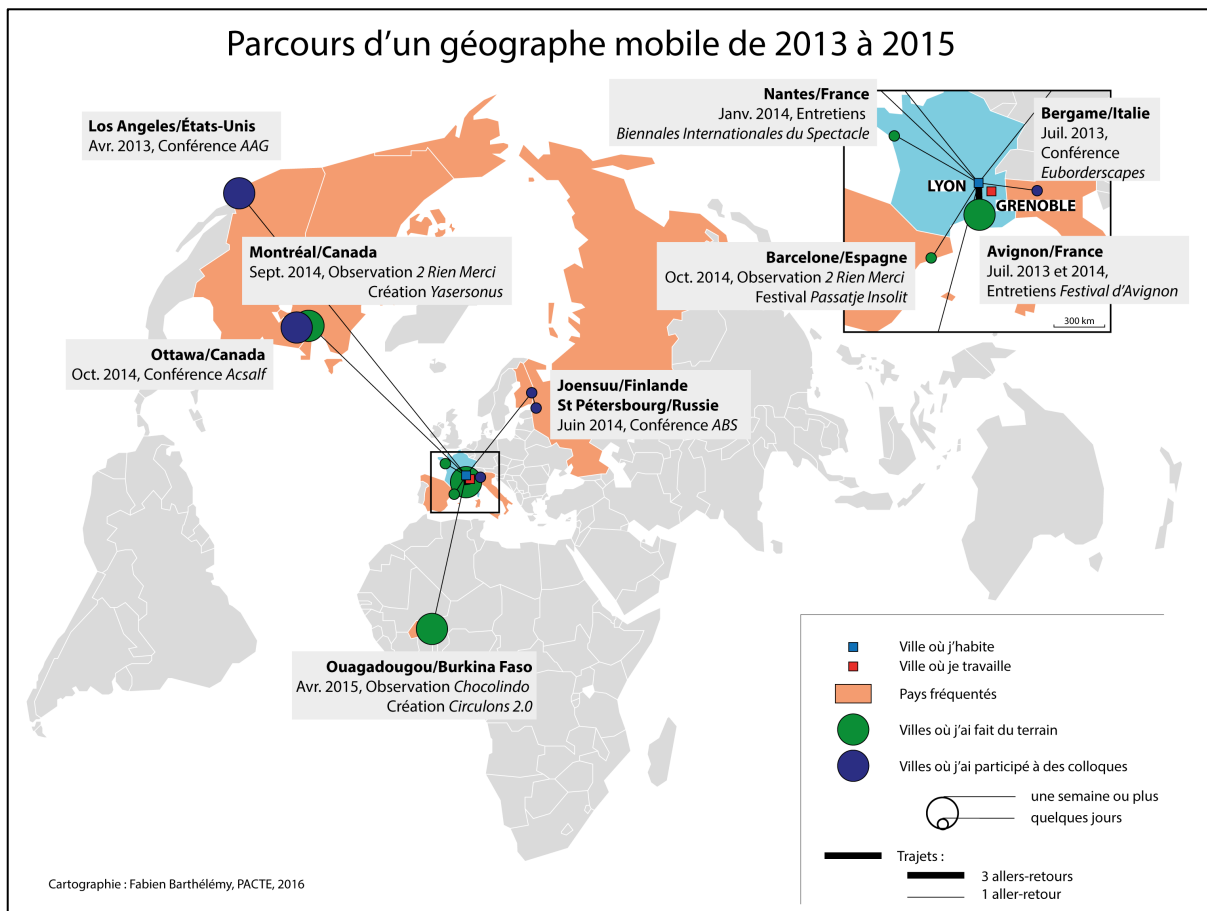 Parcours d'un géographe mobile de 2013 à 2015
Los Angeles/États-Unis
Avr. 2013, Conférence AAG
Nantes/France
Janv. 2014, Entretiens
Biennales Internationales du Spectacle
Bergame/Italie
Juil. 2013,
Conférence
Euborderscapes
LYON
GRENOBLE
Montréal/Canada
Sept. 2014, Observation 2 Rien Merci
Création Yasersonus
Barcelone/Espagne
Oct. 2014, Observation 2 Rien Merci
Festival Passatje Insolit
Avignon/France
Juil. 2013 et 2014,
Entretiens Festival d'Avignon
300 km
Ottawa/Canada
Oct. 2014, Conférence Acsalf
Joensuu/Finlande
St Pétersbourg/Russie
Juin 2014, Conférence ABS
Ouagadougou/Burkina Faso
Avr. 2015, Observation Chocolindo
Création Circulons 2.0
Ville où j'habite
Ville où je travaille
Pays fréquentés
Villes où j'ai fait du terrain
Villes où j'ai participé à des colloques
une semaine ou plus
quelques jours
Trajets :
3 allers-retours
1 aller-retour
Cartographie : Fabien Barthélémy, PACTE, 2016